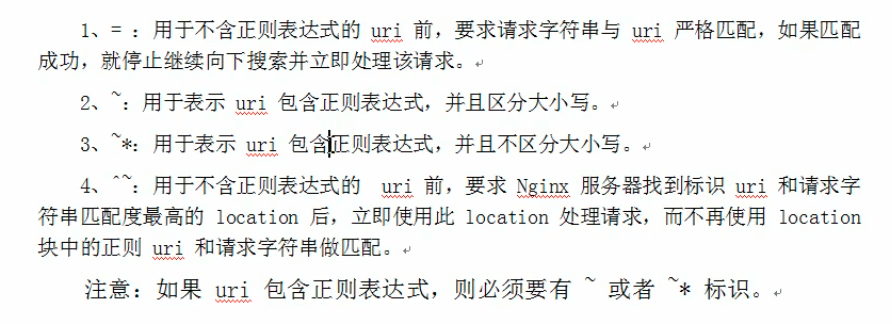 1、= ：用于不含正则表达式的 uri 前，要求请求字符串与 uri 严格匹配，如果匹配
成功，就停止继续向下搜索并立即处理该请求。
2、~：用于表示 uri 包含正则表达式，并且区分大小写。
3、~*：用于表示 uri 包含正则表达式，并且不区分大小写。
4、^~：用于不含正则表达式的 uri 前，要求 Nginx 服务器找到标识 uri 和请求字
符串匹配度最高的 location 后，立即使用此 location 处理请求，而不再使用 location
块中的正则 uri 和请求字符串做匹配。
注意：如果 uri 包含正则表达式，则必须要有 ~ 或者 ~* 标识。